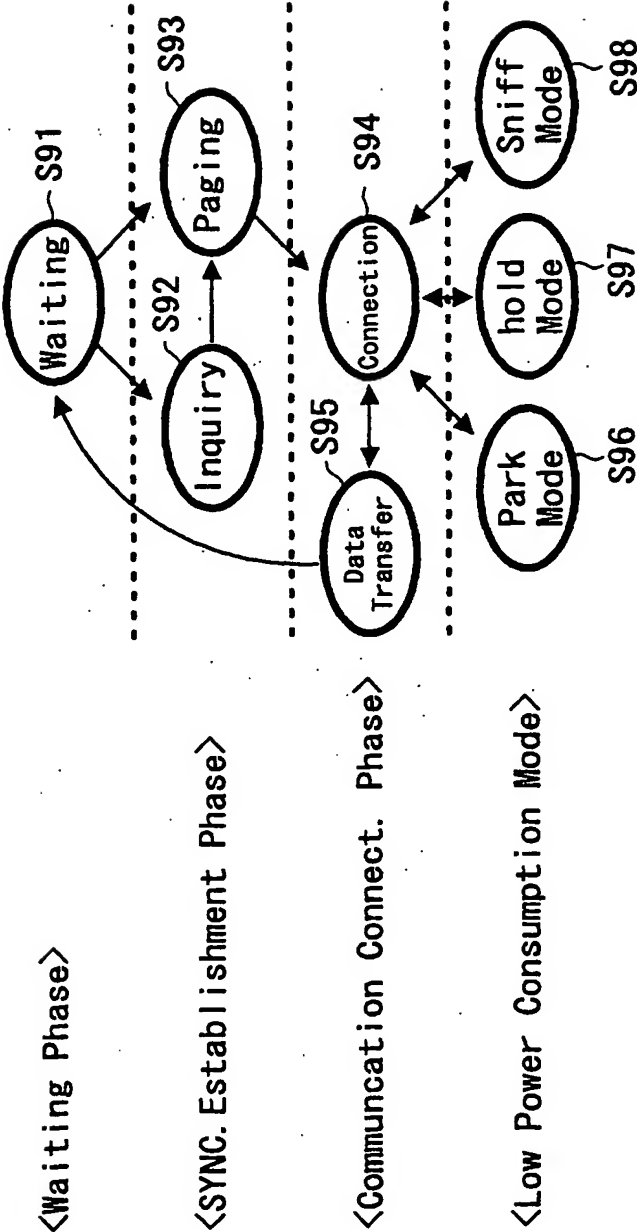 <Waiting Phase>
Waiting
S91
<SYNC. Establishment Phase>
Inquiry
S92
Paging
S93
<Communcation Connect. Phase>
Data
Transfer
S95
Connection
S94
<Low Power Consumption Mode>
Park
Mode
S96
hold
Mode
S97
Sniff
Mode
S98